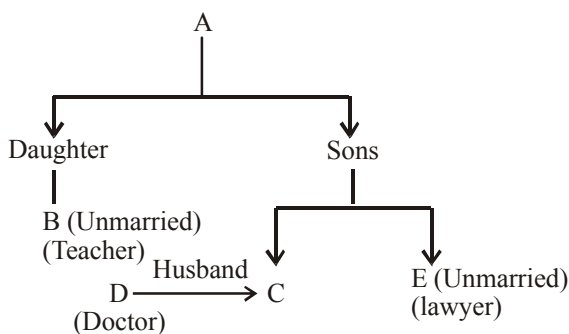 A
Daughter
Sons
B (Unmarried)
(Teacher)
Husband
D
C
E (Unmarried)
(Doctor)
(lawyer)